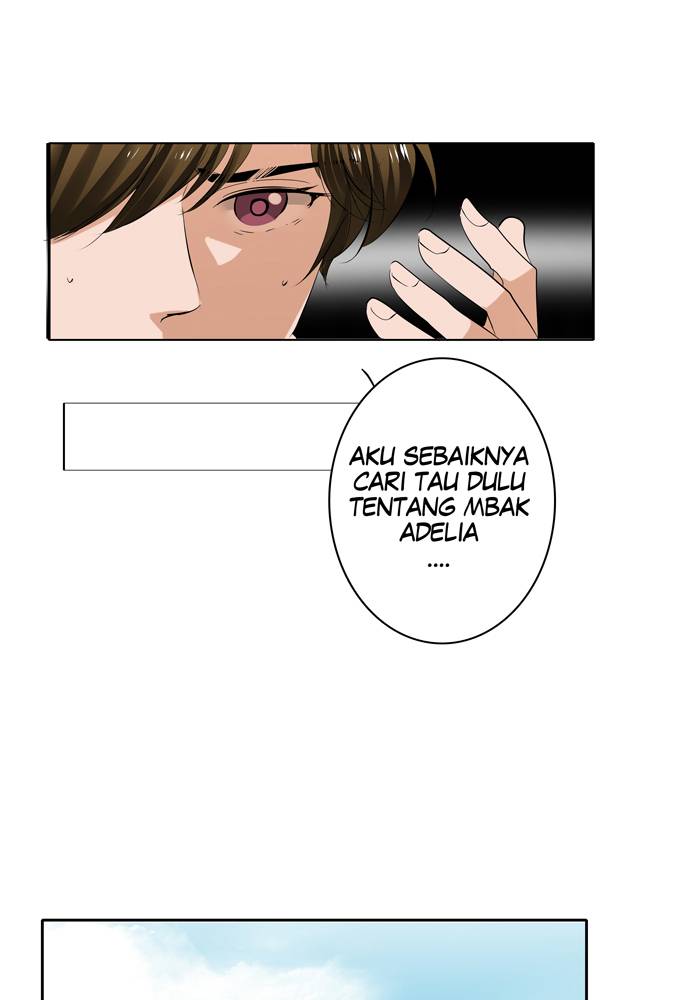 AKU SEBAIKNYA
CARI TAU DULU
TENTANG MBAK
ADELIA
....